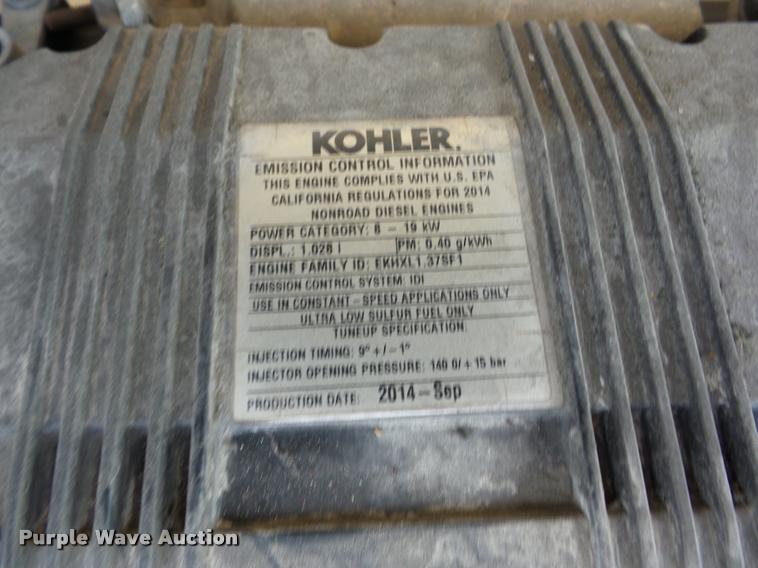 KOHLER.
EMISSION CONTROL INFORMATION
THIS ENGINE COMPLIES WITH U.S. EPA
CALIFORNIA REGULATIONS FOR 2014
NONROAD DIESEL ENGINES
POWER CATEGORY: 8 - 19 kW
DISPL.: 1.028 l PM: 0,40 g/kWh
ENGINE FAMILY ID: EKHXL1.37SF1
EMISSION CONTROL SYSTEM: IDI
USE IN CONSTANT - SPEED APPLICATIONS ONLY
ULTRA LOW SULFUR FUEL ONLY
TUNEUP SPECIFICATION:
INJECTION TIMING: 9° +/- 1°
INJECTOR OPENING PRESSURE: 140 0/+ 15 bar
PRODUCTION DATE: 2014-Sep
Purple Wave Auction